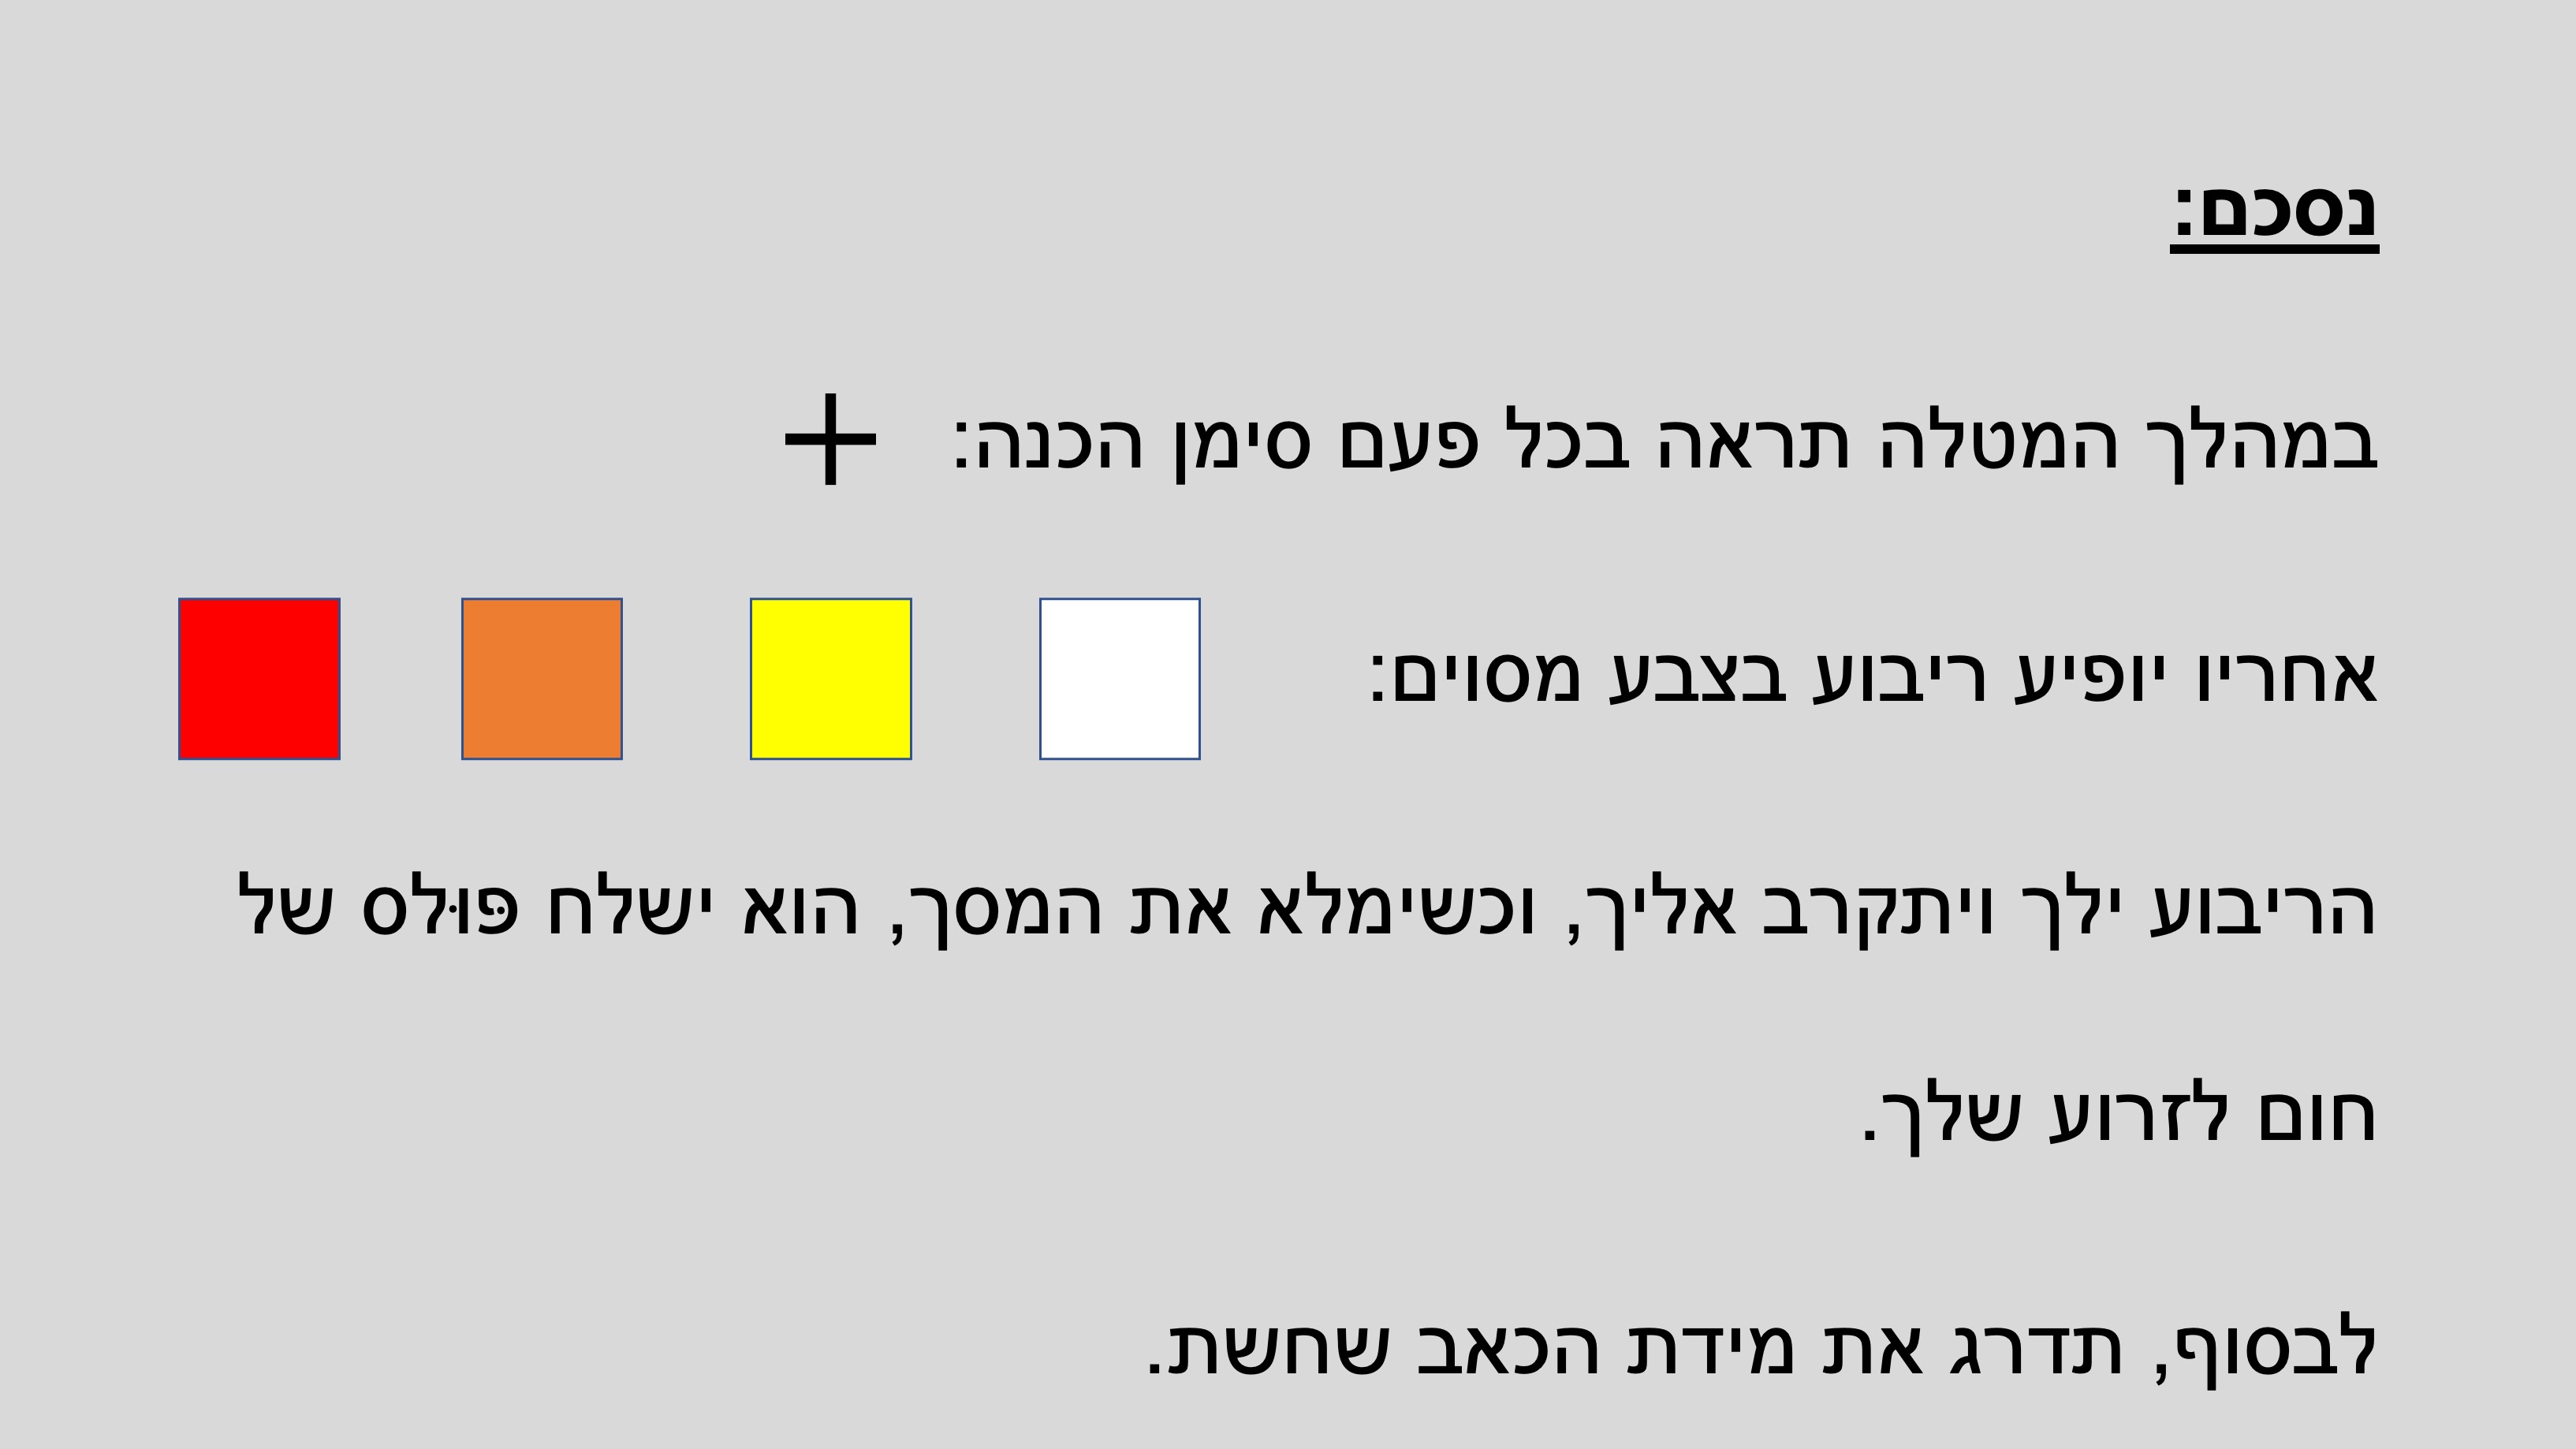 נסכם:
במהלך המטלה תראה בכל פעם סימן הכנה: +
אחריו יופיע ריבוע בצבע מסוים:
הריבוע ילך ויתקרב אליך, וכשימלא את המסך, הוא ישלח פּוּלס של
חום לזרוע שלך.
לבסוף, תדרג את מידת הכאב שחשת.